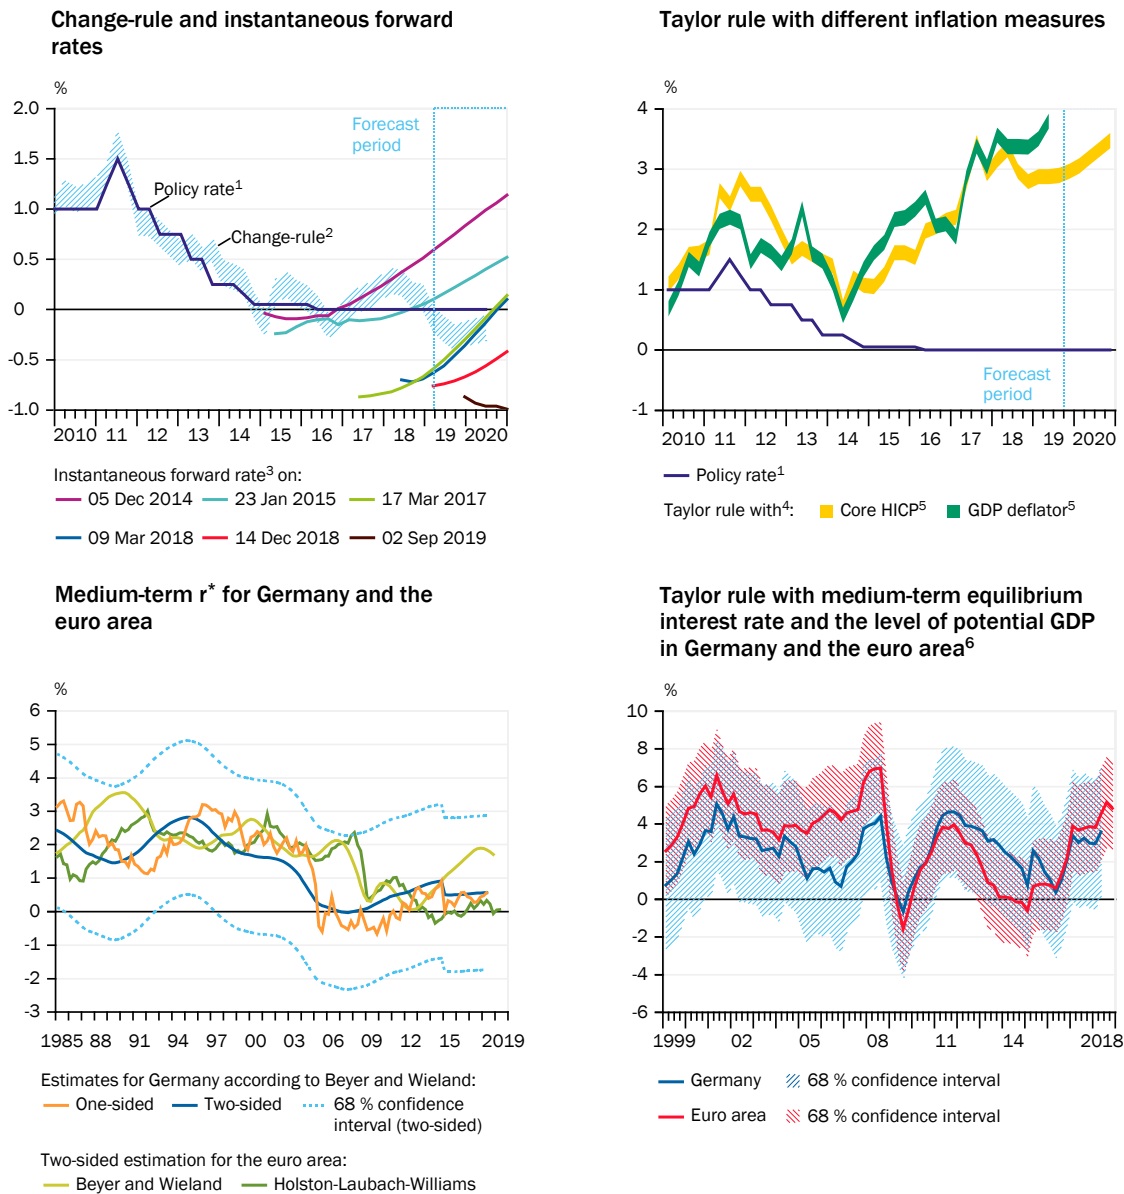 Change-rule and instantaneous forward
rates
%
2.0
1.5
1.0
0.5
0
-0.5
-1.0
Forecast
period
Policy rate1
Change-rule2
2010 11 12 13 14 15 16 17 18 19 2020
Instantaneous forward rate3 on:
05 Dec 2014 23 Jan 2015 17 Mar 2017
09 Mar 2018 14 Dec 2018 02 Sep 2019
Taylor rule with different inflation measures
%
4
3
2
1
0
-1
Forecast
period
2010 11 12 13 14 15 16 17 18 19 2020
Policy rate1
Taylor rule with4: Core HICP5 GDP deflator5
Medium-term r* for Germany and the
euro area
%
6
5
4
3
2
1
0
-1
-2
-3
1985 88 91 94 97 00 03 06 09 12 15 2019
Estimates for Germany according to Beyer and Wieland:
One-sided Two-sided 68 % confidence
interval (two-sided)
Two-sided estimation for the euro area:
Beyer and Wieland Holston-Laubach-Williams
Taylor rule with medium-term equilibrium
interest rate and the level of potential GDP
in Germany and the euro area6
%
10
8
6
4
2
0
-2
-4
-6
1999 02 05 08 11 14 2018
Germany 68 % confidence interval
Euro area 68 % confidence interval